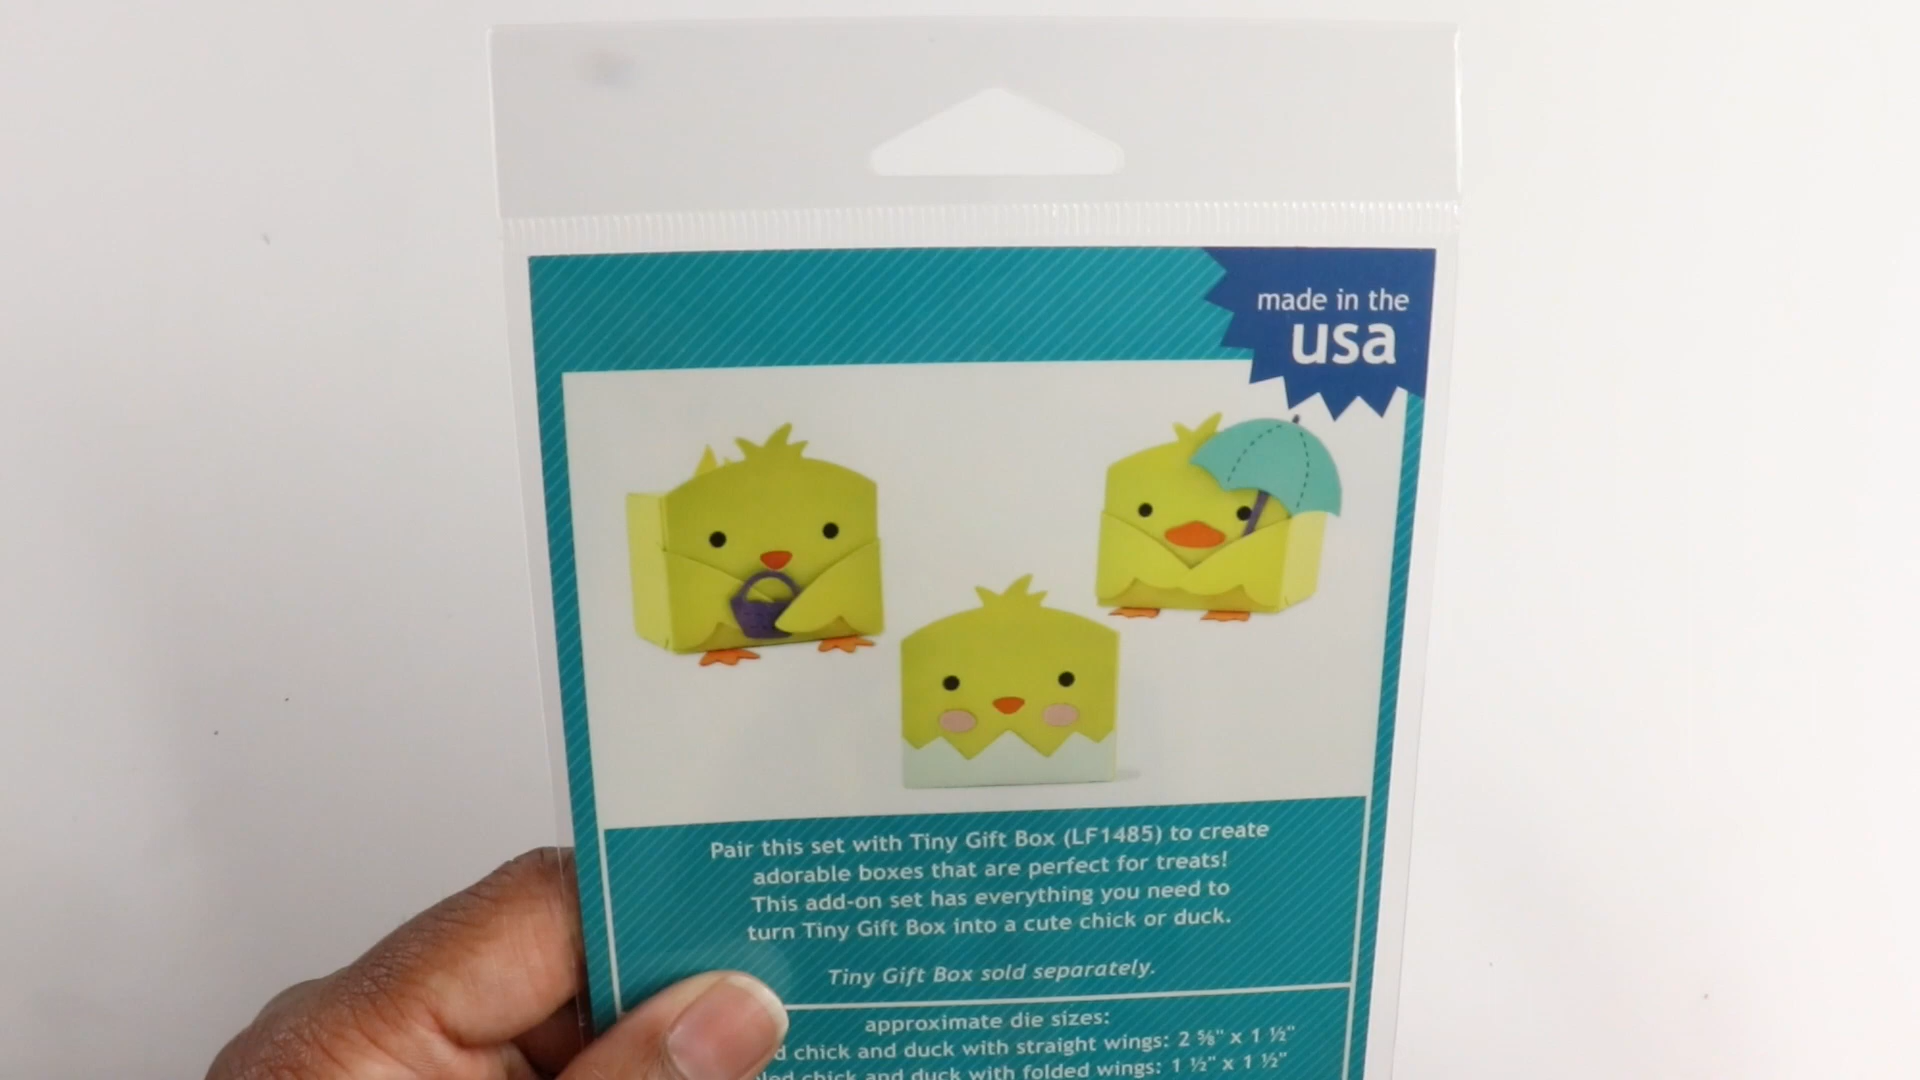 made in the
usa
Pair this set with Tiny Gift Box (LF1485) to create
adorable boxes that are perfect for treats!
This add-on set has everything you need to
turn Tiny Gift Box into a cute chick or duck.
Tiny Gift Box sold separately.
approximate die sizes:
chick and duck with straight wings: 2 ⅝" x 1 ½"
chick and duck with folded wings: 1 ½" x 1 ½"